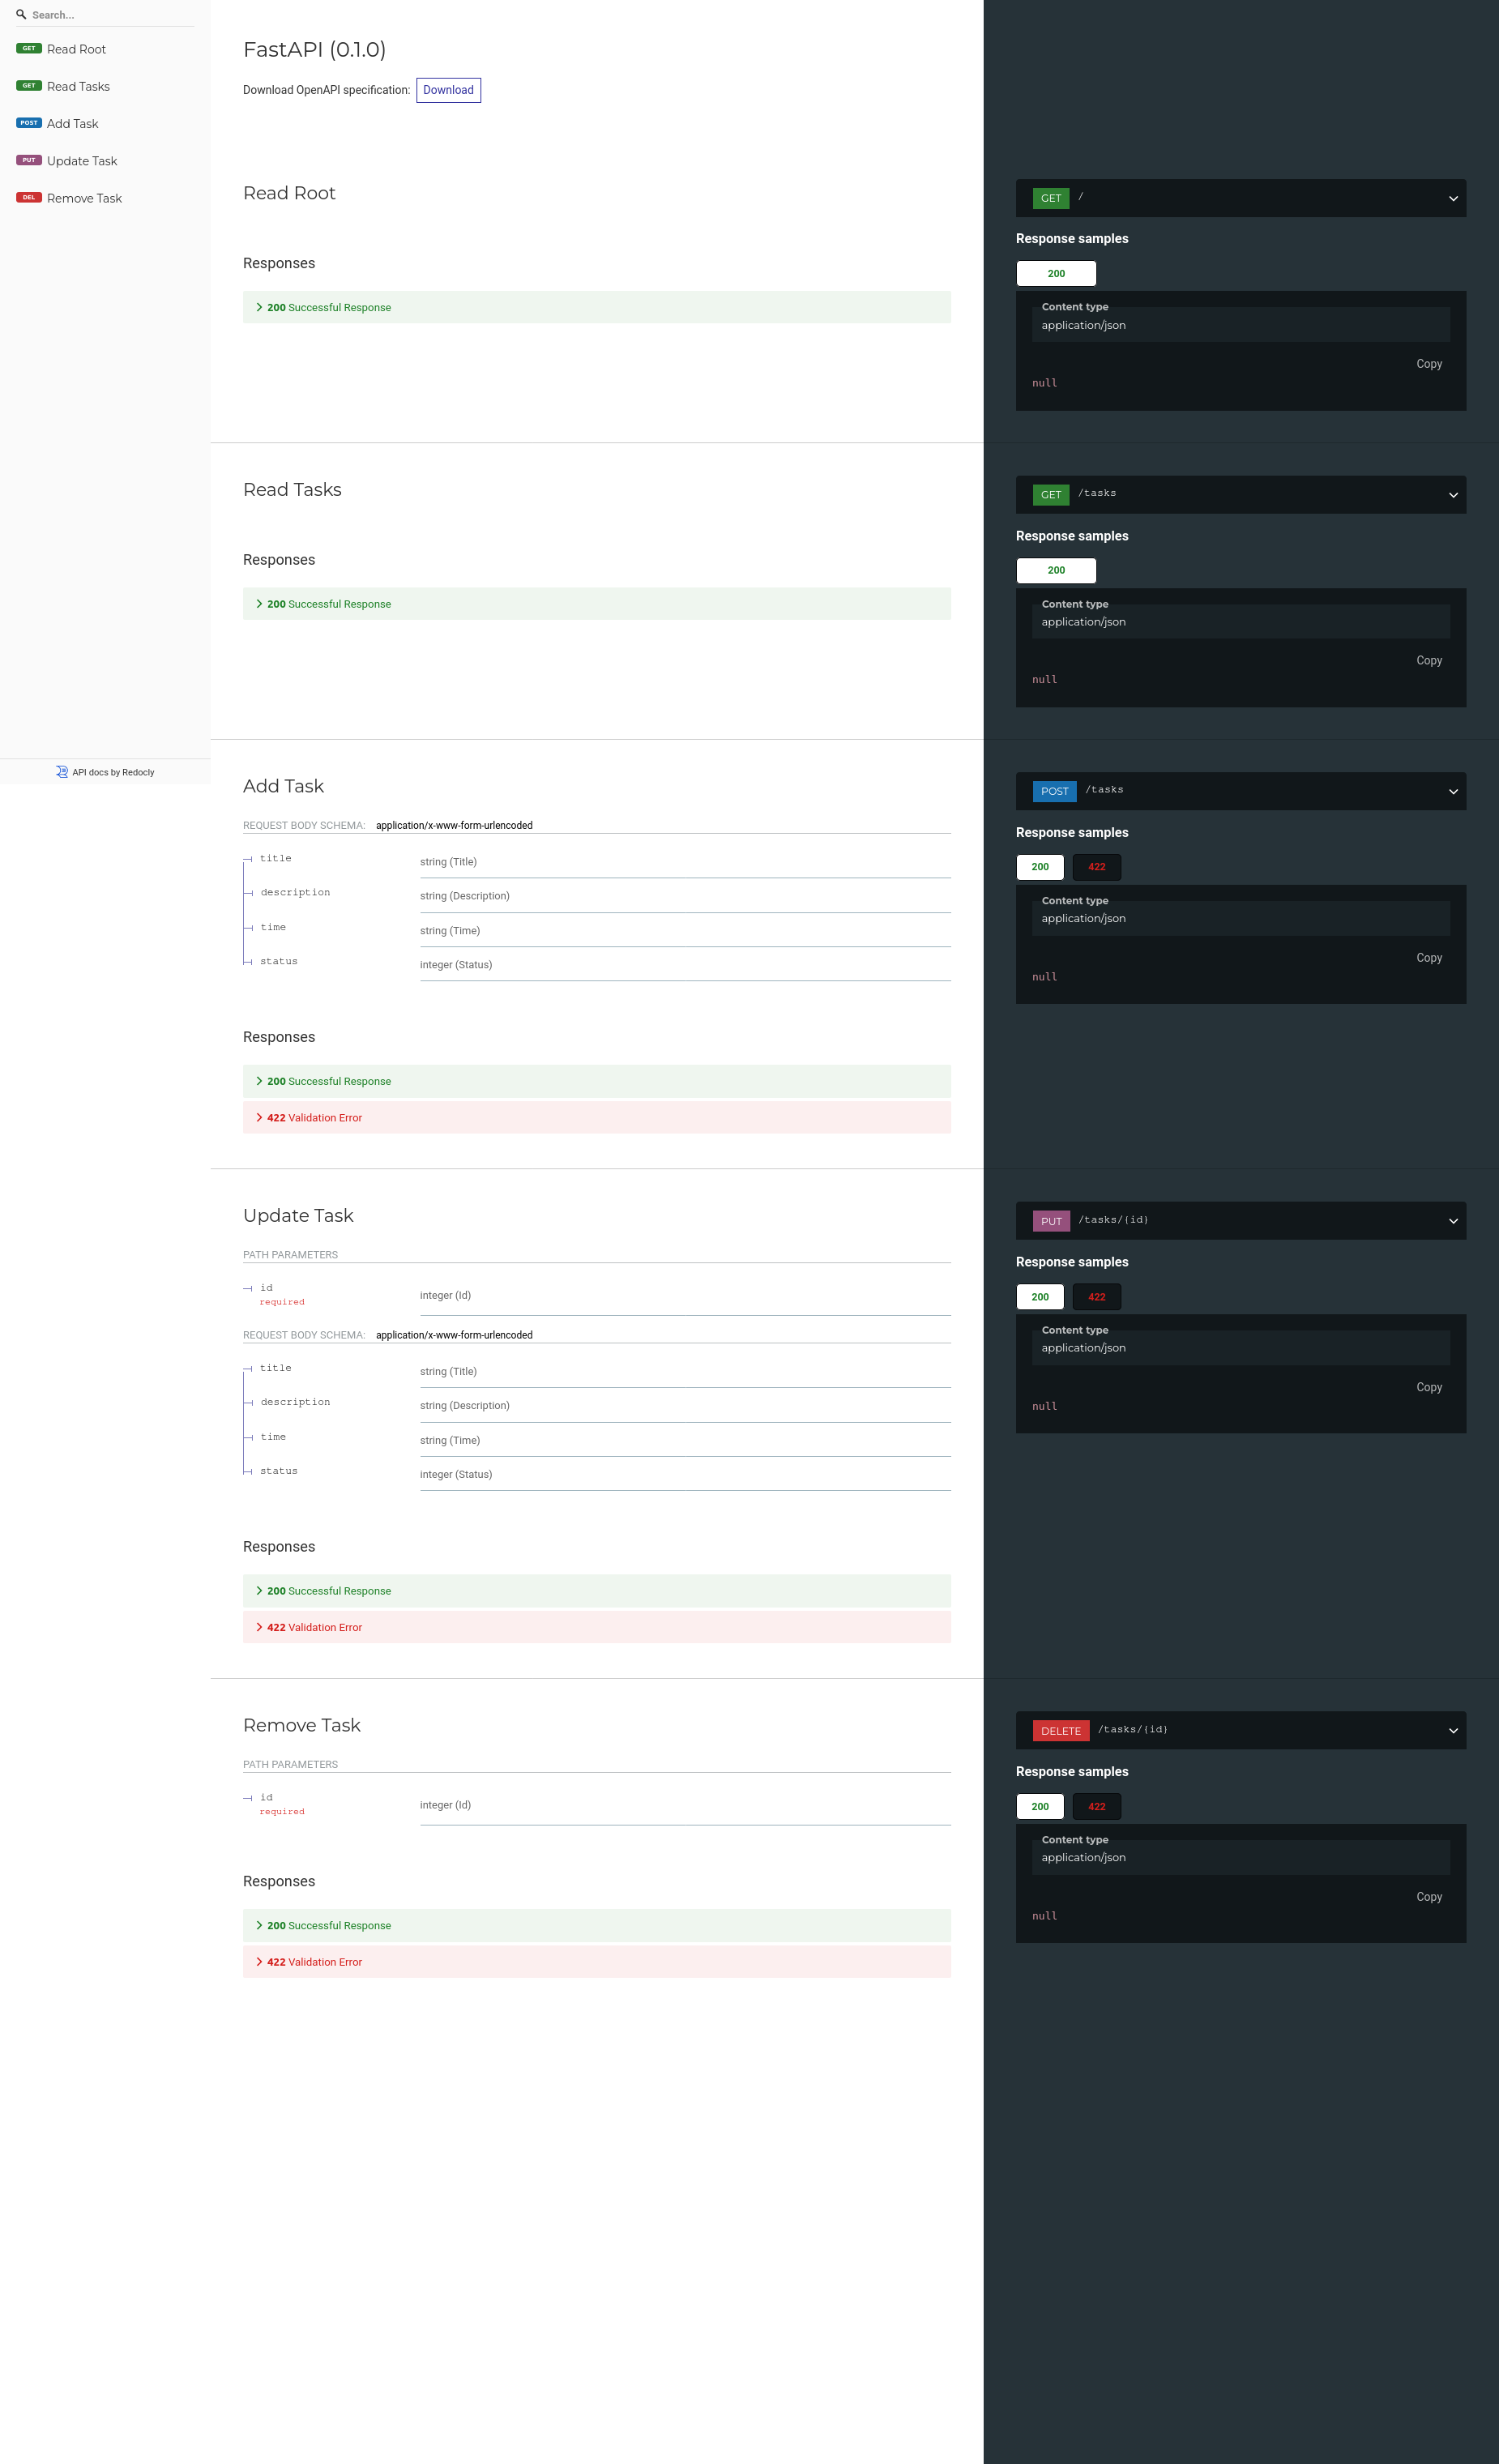 Search...
GET Read Root
GET Read Tasks
POST Add Task
PUT Update Task
DEL Remove Task
API docs by Redocly
FastAPI (0.1.0)
Download OpenAPI specification: Download
Read Root
Responses
200 Successful Response
GET /
Response samples
200
Content type
application/json
Copy
null
Read Tasks
Responses
200 Successful Response
GET /tasks
Response samples
200
Content type
application/json
Copy
null
Add Task
REQUEST BODY SCHEMA: application/x-www-form-urlencoded
title string (Title)
description string (Description)
time string (Time)
status integer (Status)
Responses
200 Successful Response
422 Validation Error
POST /tasks
Response samples
200 422
Content type
application/json
Copy
null
Update Task
PATH PARAMETERS
id
required
integer (Id)
REQUEST BODY SCHEMA: application/x-www-form-urlencoded
title string (Title)
description string (Description)
time string (Time)
status integer (Status)
Responses
200 Successful Response
422 Validation Error
PUT /tasks/{id}
Response samples
200 422
Content type
application/json
Copy
null
Remove Task
PATH PARAMETERS
id
required
integer (Id)
Responses
200 Successful Response
422 Validation Error
DELETE /tasks/{id}
Response samples
200 422
Content type
application/json
Copy
null